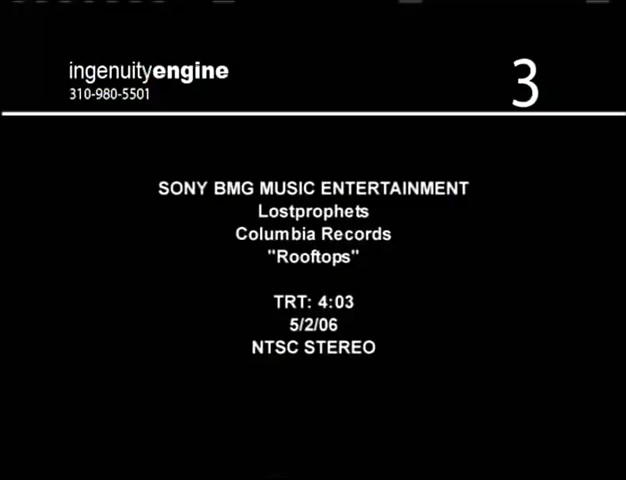 ingenuityengine
310-980-5501
3
SONY BMG MUSIC ENTERTAINMENT
Lostprophets
Columbia Records
"Rooftops"
TRT: 4:03
5/2/06
NTSC STEREO